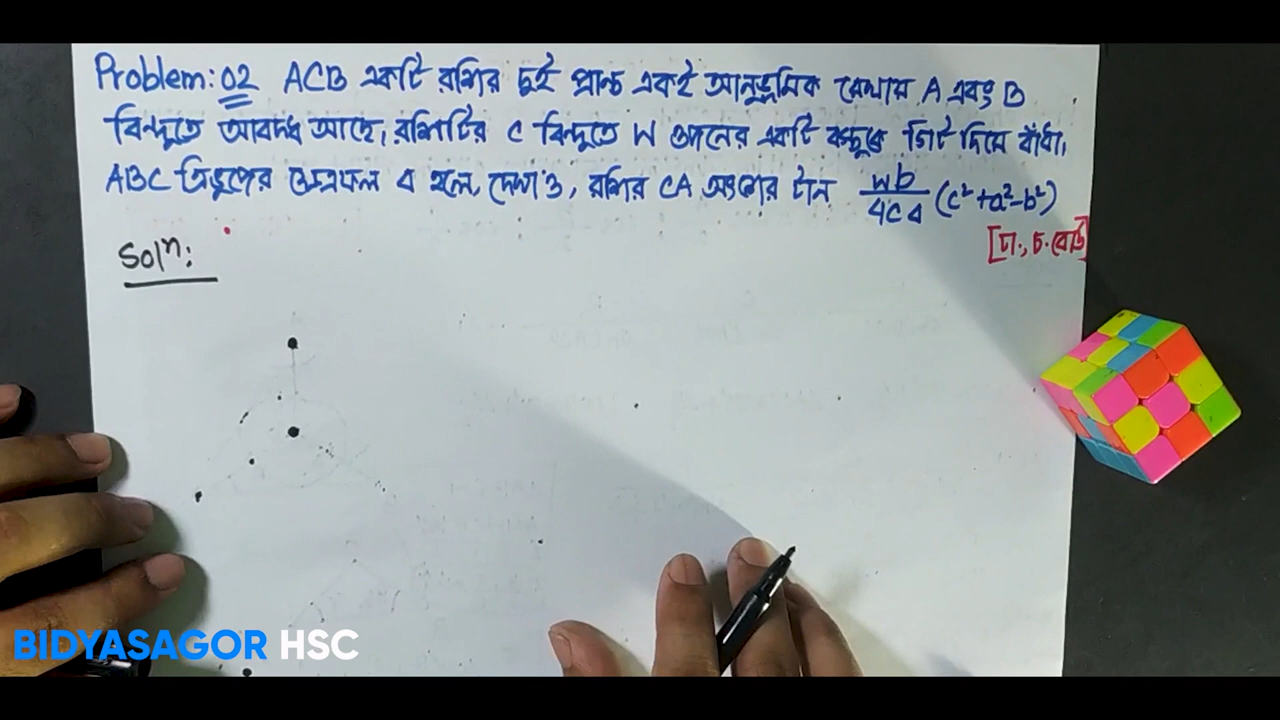 Problem: 02 ACB একটি রশির দুই প্রান্ত একই আনুভূমিক রেখায় A এবং B
বিন্দুতে আবদ্ধ আছে, রশিটির C বিন্দুতে W ওজনের একটি বস্তুকে গিট দিয়ে বাঁধা।
ABC ত্রিভুজের ক্ষেত্রফল ∆ হলে, দেখাও, রশির CA অংশের টান wb/4c∆ (c²+a²-b²)
[ঢা., চ. বোর্ড]
Solⁿ:
BIDYASAGOR HSC